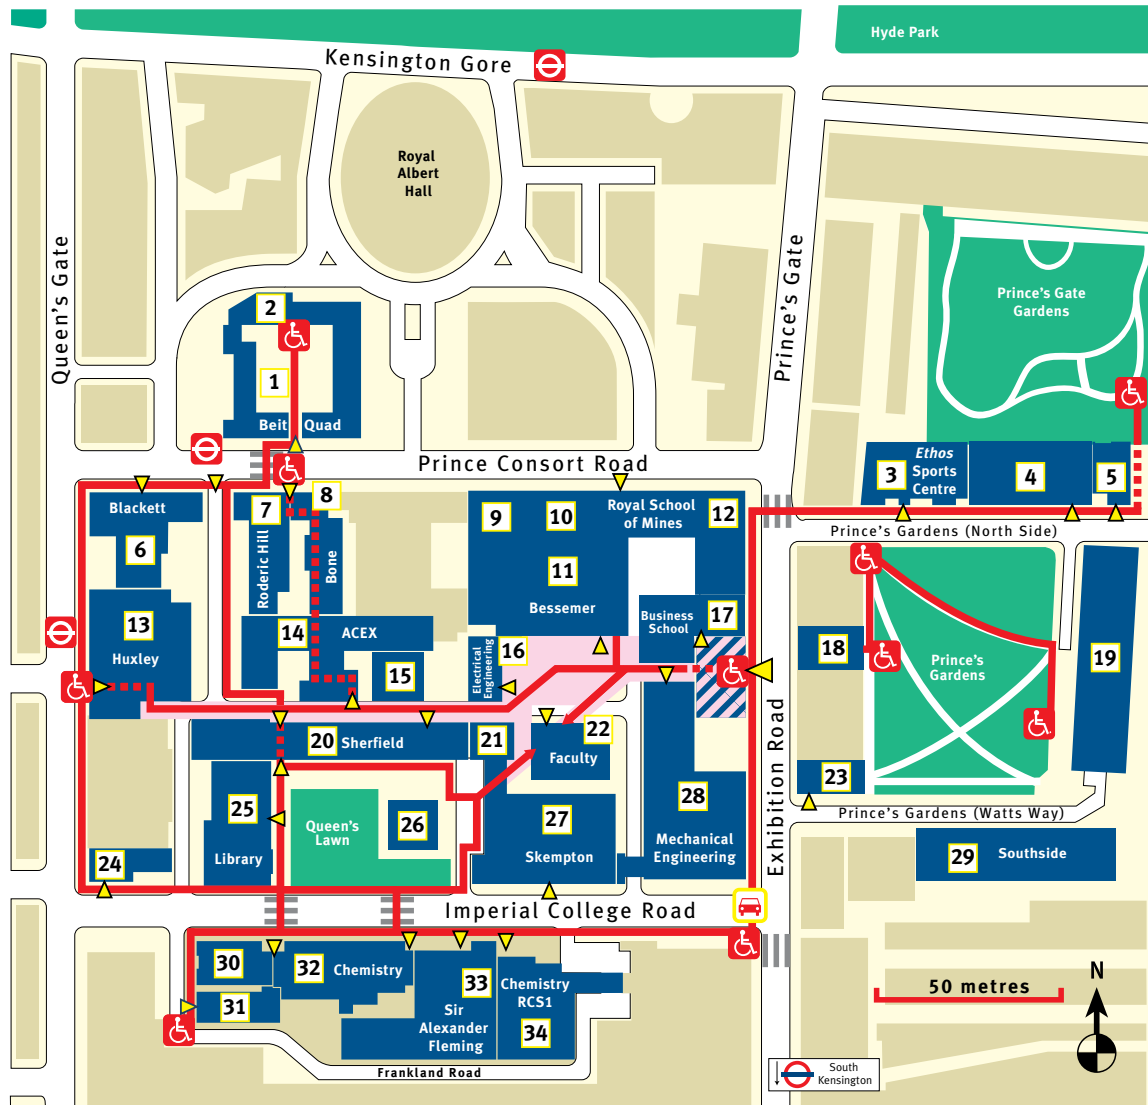 Hyde Park
Kensington Gore
Royal
Albert
Hall
Queen's Gate
Prince's Gate
Prince's Gate
Gardens
2
1
Beit Quad
Prince Consort Road
3
Ethos
Sports
Centre
4
5
Prince's Gardens (North Side)
Blackett
6
7
8
Roderic Hill
Bone
9
10
Royal School
of Mines
12
11
Bessemer
13
Huxley
14
ACEX
15
Electrical
Engineering
16
Business
School
17
18
Prince's
Gardens
19
20
Sherfield
21
22
Faculty
23
Prince's Gardens (Watts Way)
Exhibition Road
24
25
Library
Queen's
Lawn
26
27
Skempton
28
Mechanical
Engineering
29
Southside
Imperial College Road
30
31
32
Chemistry
33
Sir
Alexander
Fleming
Chemistry
RCS1
34
Frankland Road
50 metres
N
South
Kensington